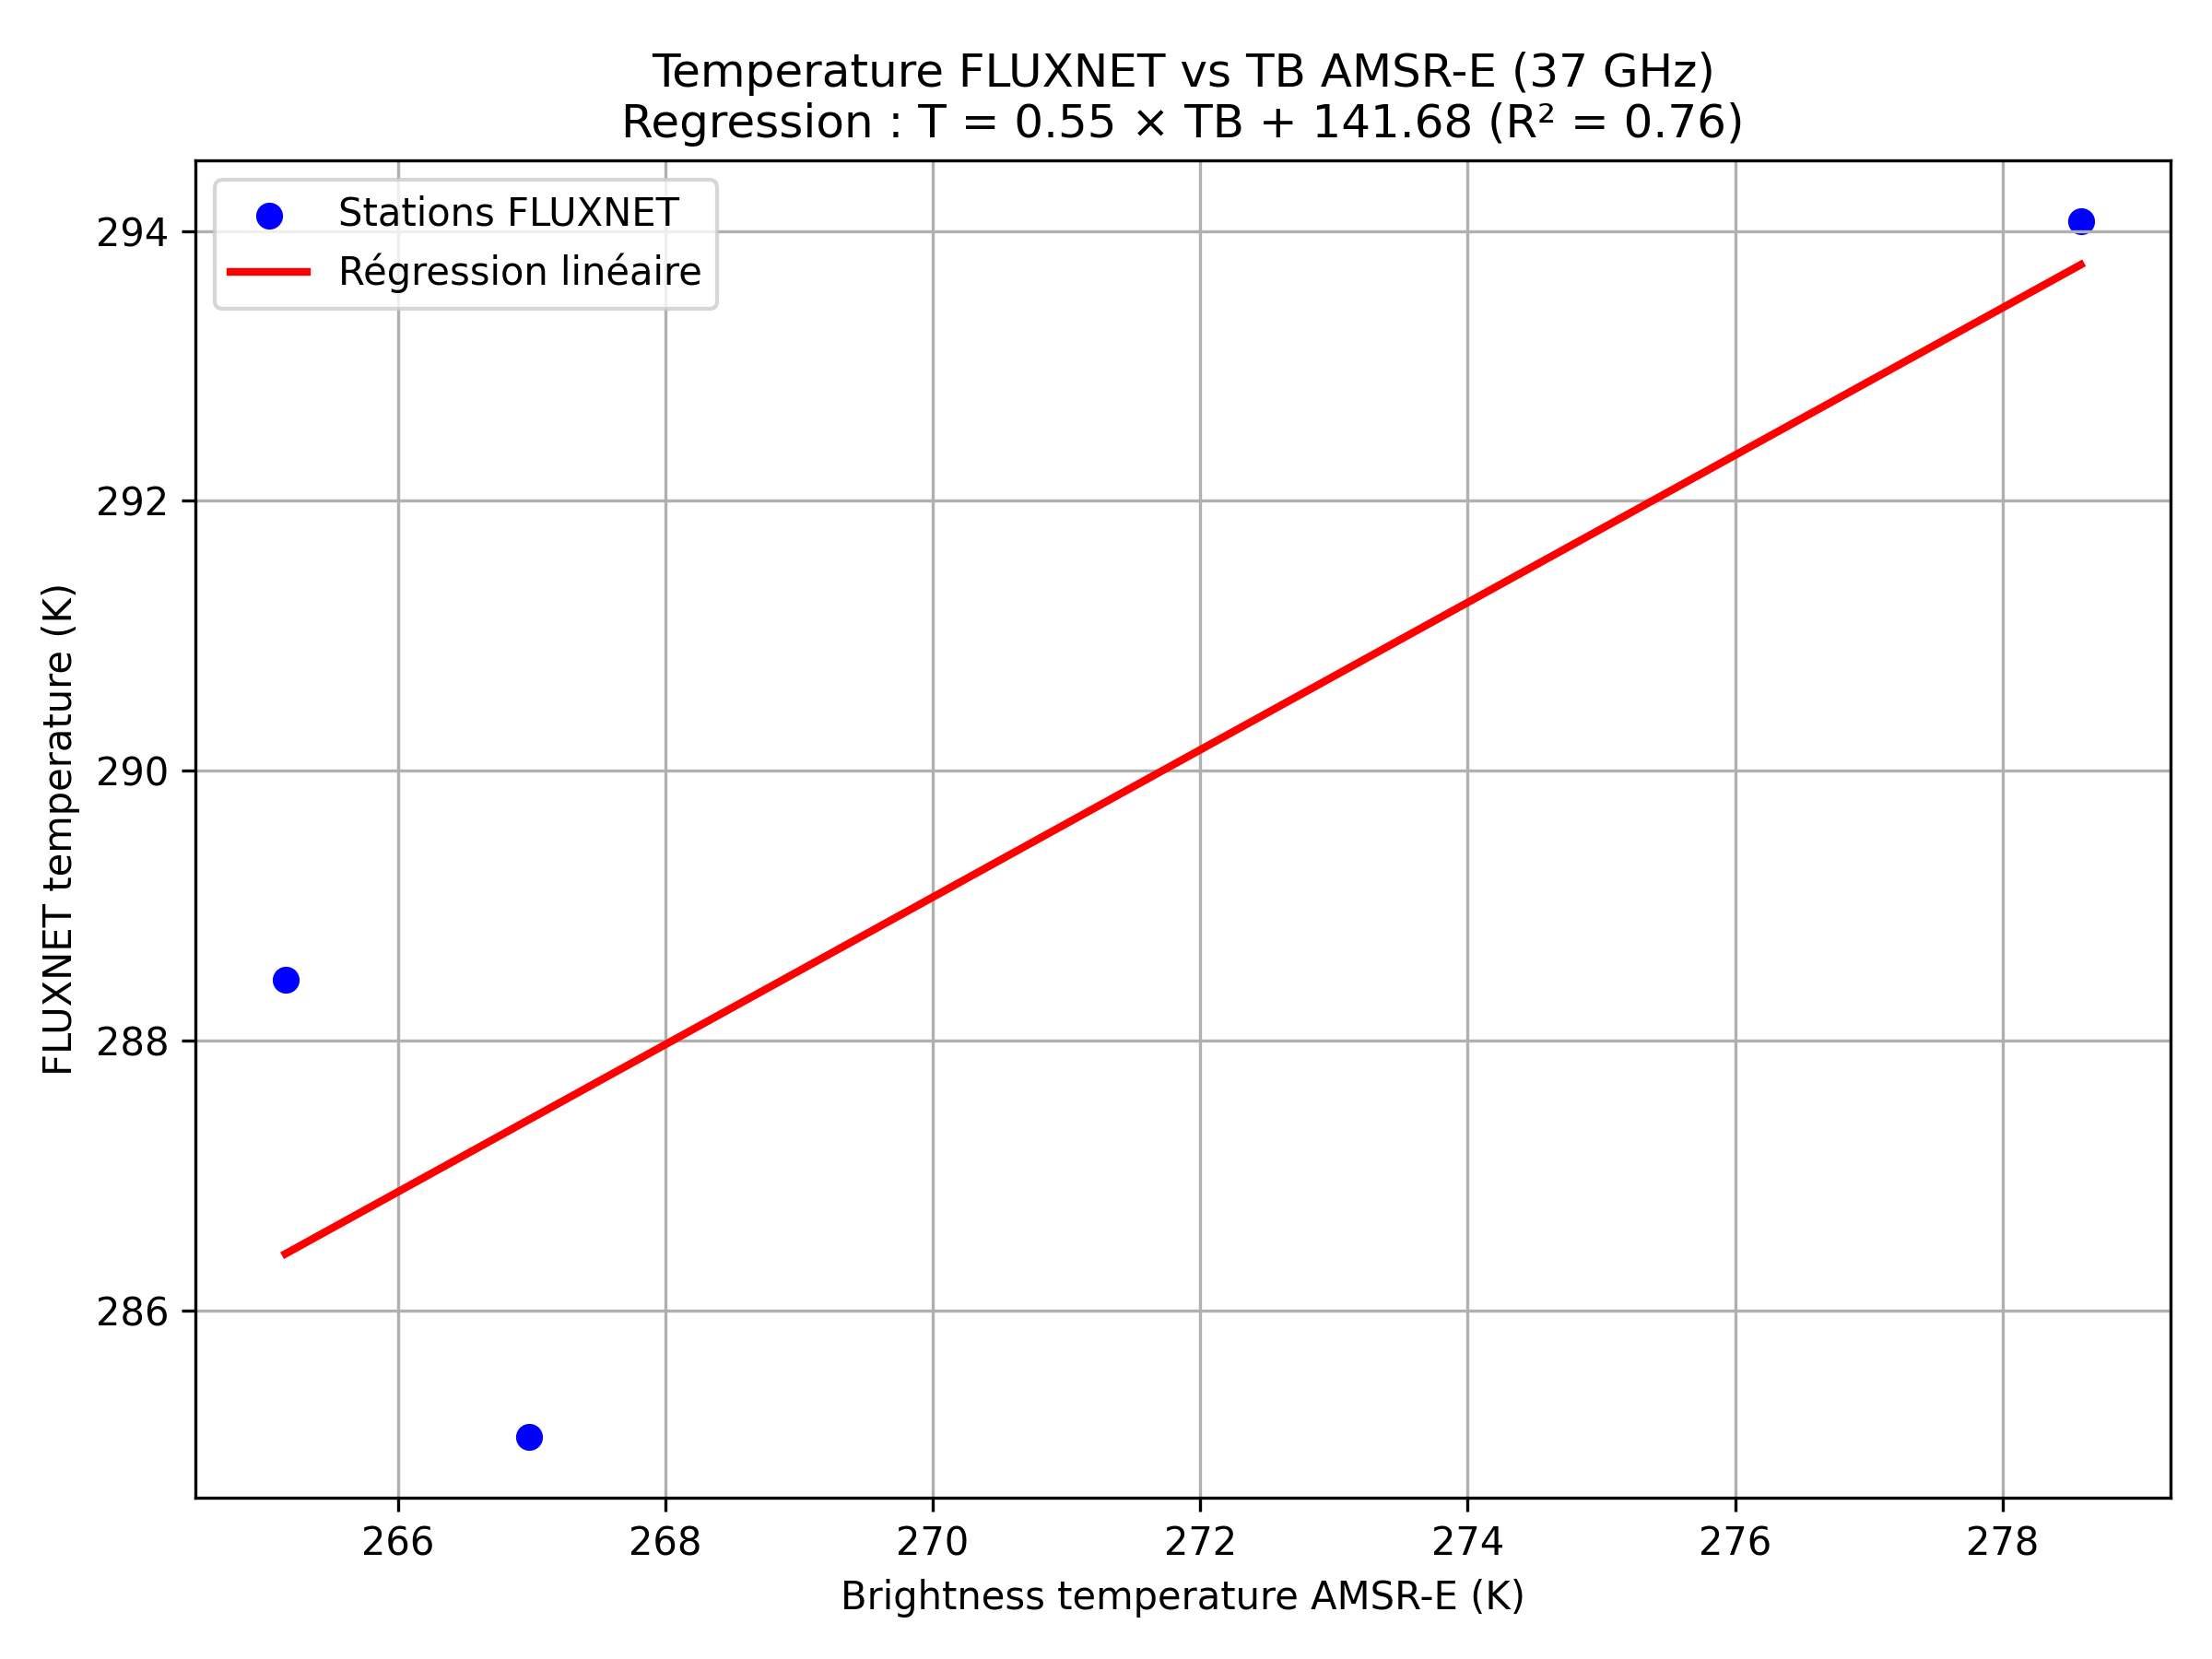 Temperature FLUXNET vs TB AMSR-E (37 GHz)
Regression : T = 0.55 × TB + 141.68 (R² = 0.76)
Stations FLUXNET
Régression linéaire
294
292
290
288
286
FLUXNET temperature (K)
266 268 270 272 274 276 278
Brightness temperature AMSR-E (K)